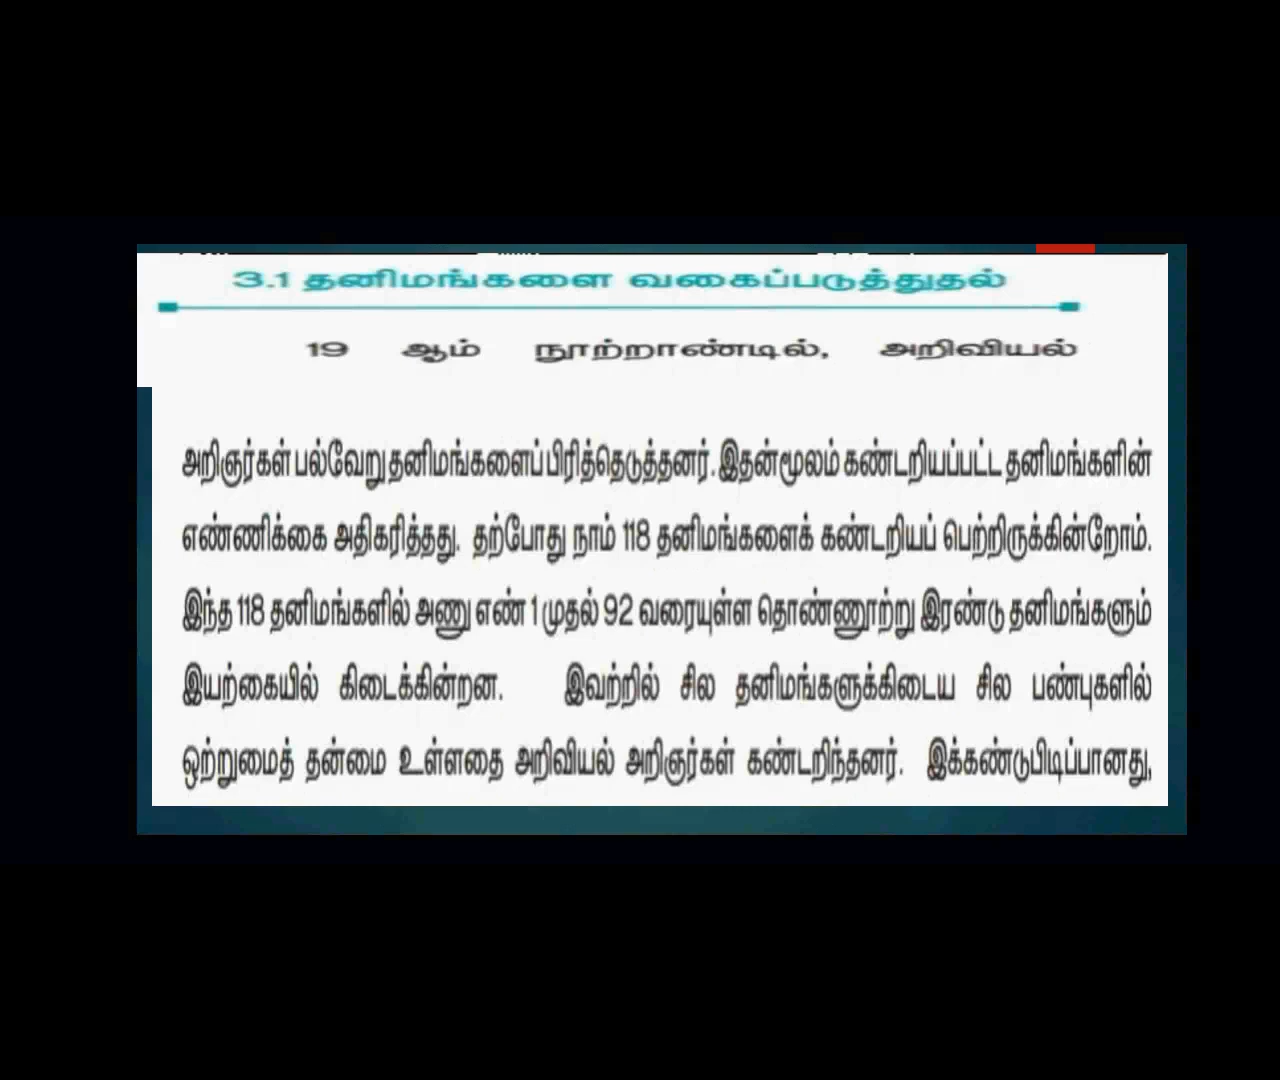 3.1 தனிமங்களை வகைப்படுத்துதல்
19 ஆம் நூற்றாண்டில், அறிவியல்
அறிஞர்கள் பல்வேறு தனிமங்களைப் பிரித்தெடுத்தனர். இதன்மூலம் கண்டறியப்பட்ட தனிமங்களின்
எண்ணிக்கை அதிகரித்தது. தற்போது நாம் 118 தனிமங்களைக் கண்டறியப் பெற்றிருக்கின்றோம்.
இந்த 118 தனிமங்களில் அணு எண் 1 முதல் 92 வரையுள்ள தொண்ணூற்று இரண்டு தனிமங்களும்
இயற்கையில் கிடைக்கின்றன. இவற்றில் சில தனிமங்களுக்கிடைய சில பண்புகளில்
ஒற்றுமைத் தன்மை உள்ளதை அறிவியல் அறிஞர்கள் கண்டறிந்தனர். இக்கண்டுபிடிப்பானது,